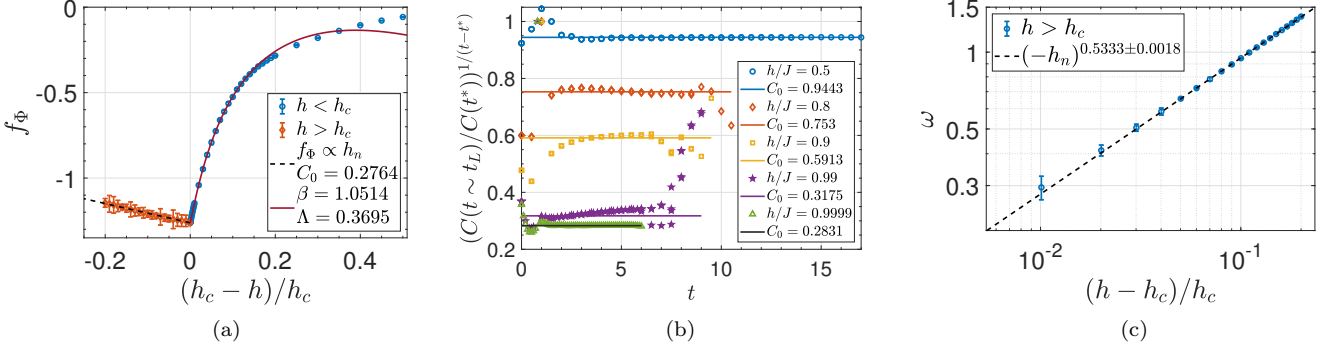 0
-0.5
-1
f_Φ
h < h_c
h > h_c
f_Φ ∝ h_n
C_0 = 0.2764
β = 1.0514
Λ = 0.3695
-0.2 0 0.2 0.4
(h_c − h)/h_c
(a)
1
0.8
0.6
0.4
0.2
(C(t ∼ t_L)/C(t*))^{1/(t−t*)}
h/J = 0.5
C_0 = 0.9443
h/J = 0.8
C_0 = 0.753
h/J = 0.9
C_0 = 0.5913
h/J = 0.99
C_0 = 0.3175
h/J = 0.9999
C_0 = 0.2831
0 5 10 15
t
(b)
1.5
1
0.5
0.3
ω
h > h_c
(−h_n)^{0.5333±0.0018}
10^{-2} 10^{-1}
(h − h_c)/h_c
(c)